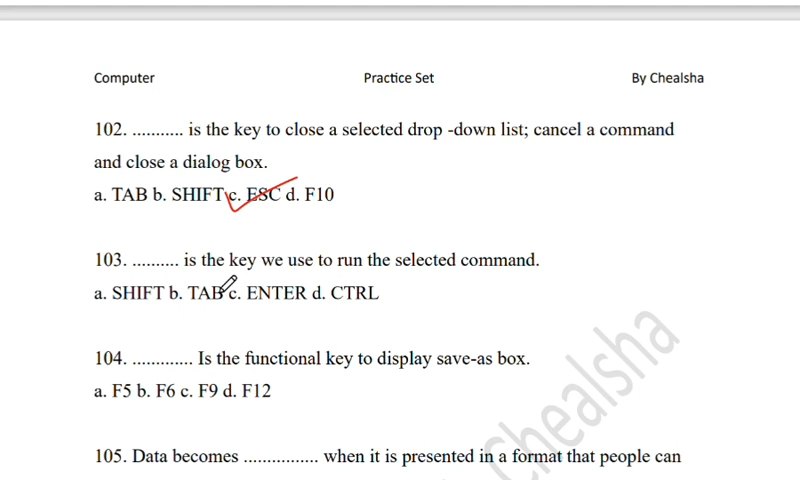 Computer Practice Set By Chealsha
102. ........... is the key to close a selected drop -down list; cancel a command
and close a dialog box.
a. TAB b. SHIFT c. ESC d. F10
103. .......... is the key we use to run the selected command.
a. SHIFT b. TAB c. ENTER d. CTRL
104. ............. Is the functional key to display save-as box.
a. F5 b. F6 c. F9 d. F12
Chealsha
105. Data becomes ................ when it is presented in a format that people can